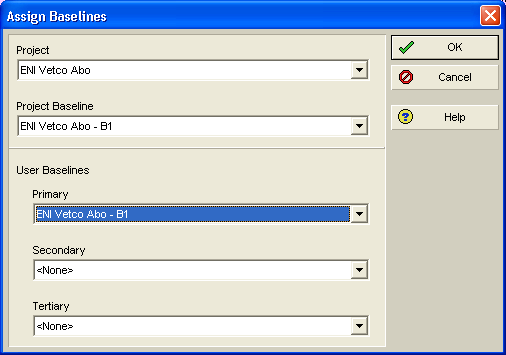 Assign Baselines
Project
ENI Vetco Abo
Project Baseline
ENI Vetco Abo - B1
User Baselines
Primary
ENI Vetco Abo - B1
Secondary
<None>
Tertiary
<None>
OK
Cancel
Help